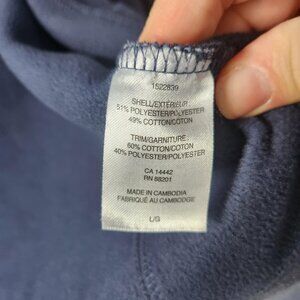 1522839
SHELL/EXTÉRIEUR
51% POLYESTER/POLYESTER
49% COTTON/COTON
TRIM/GARNITURE
60% COTTON/COTON
40% POLYESTER/POLYESTER
CA 14442
RN 88201
MADE IN CAMBODIA
FABRIQUÉ AU CAMBODGE
L/G